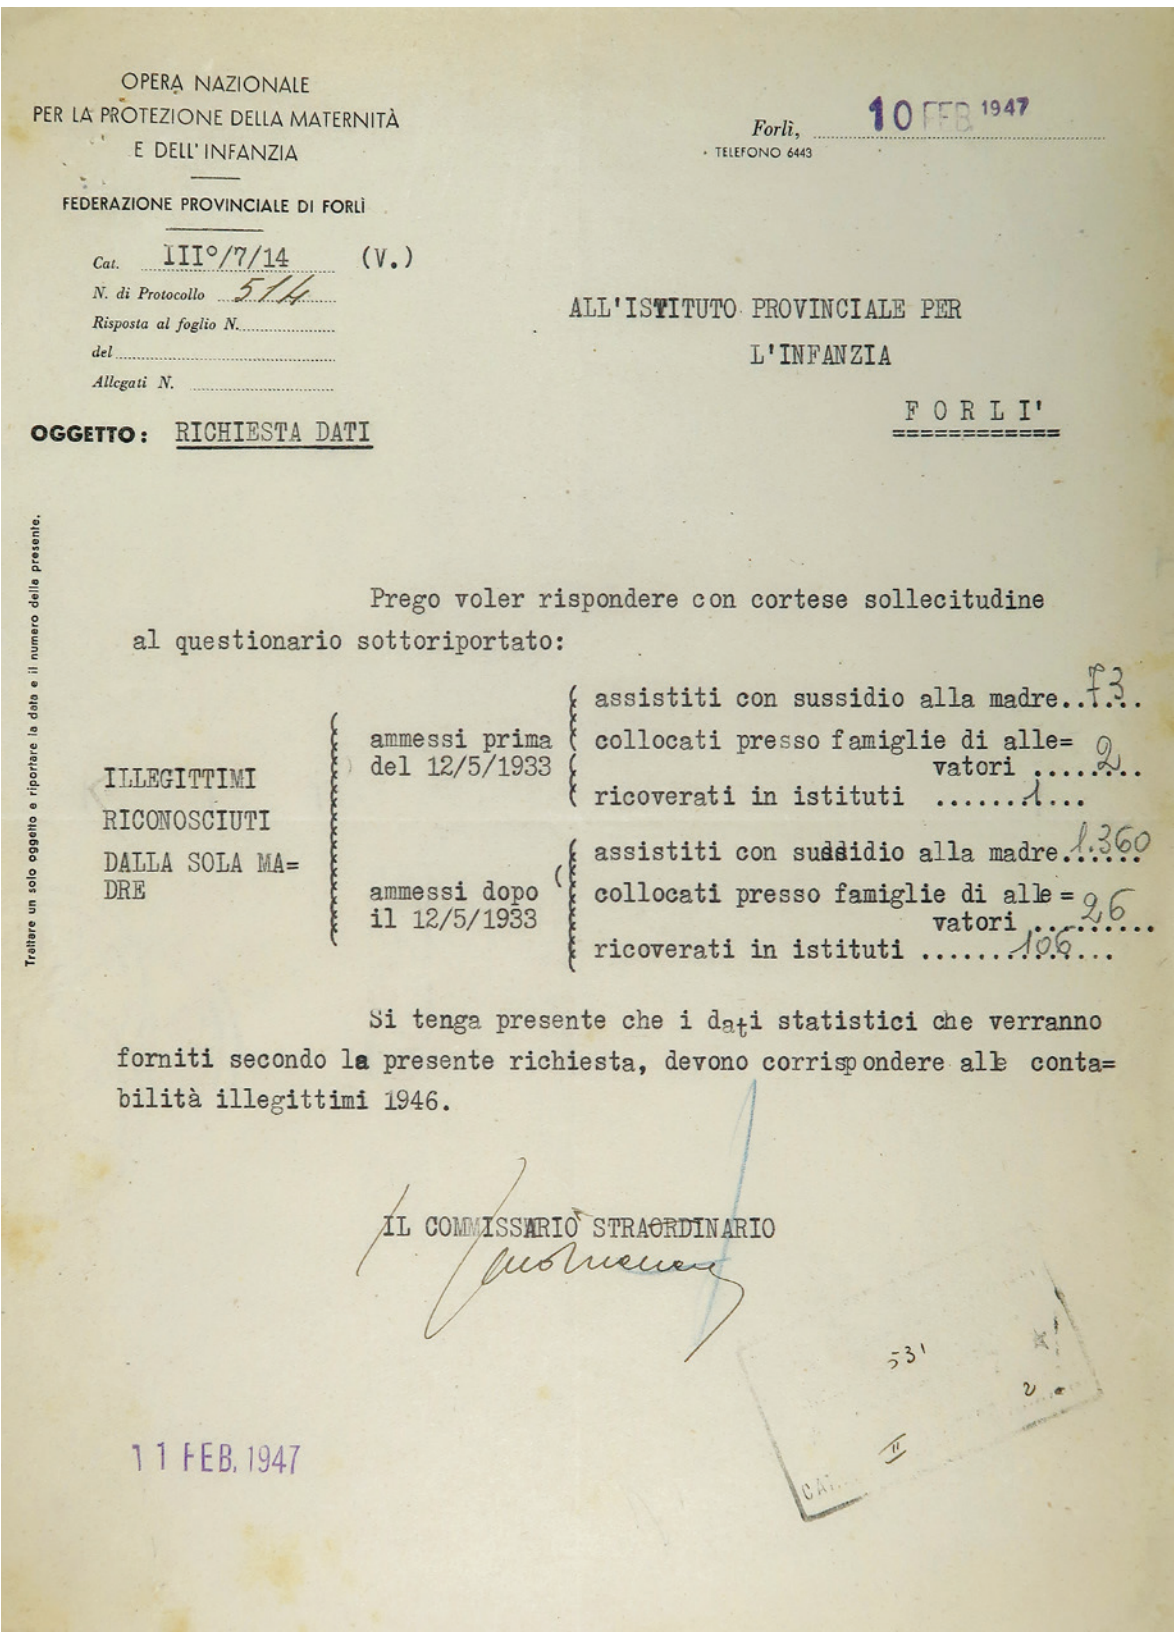 OPERA NAZIONALE
PER LA PROTEZIONE DELLA MATERNITÀ
E DELL'INFANZIA
FEDERAZIONE PROVINCIALE DI FORLÌ
Cat. III°/7/14 (V.)
N. di Protocollo 514
Risposta al foglio N.
del
Allegati N.
OGGETTO: RICHIESTA DATI
Forlì, 10 FEB 1947
TELEFONO 6443
ALL'ISTITUTO PROVINCIALE PER
L'INFANZIA
FORLI'
============
Trattare un solo oggetto e riportare la data e il numero della presente.
Prego voler rispondere con cortese sollecitudine
al questionario sottoriportato:
ILLEGITTIMI
RICONOSCIUTI
DALLA SOLA MA=
DRE
ammessi prima
del 12/5/1933
assistiti con sussidio alla madre..73....
collocati presso famiglie di alle=
vatori ...2...
ricoverati in istituti .......1...
ammessi dopo
il 12/5/1933
assistiti con sussidio alla madre.1.360
collocati presso famiglie di alle=
vatori ...26...
ricoverati in istituti .......106...
Si tenga presente che i dati statistici che verranno
forniti secondo la presente richiesta, devono corrispondere alle conta=
bilità illegittimi 1946.
IL COMMISSARIO STRAORDINARIO
531
2
II
CAT.
11 FEB. 1947